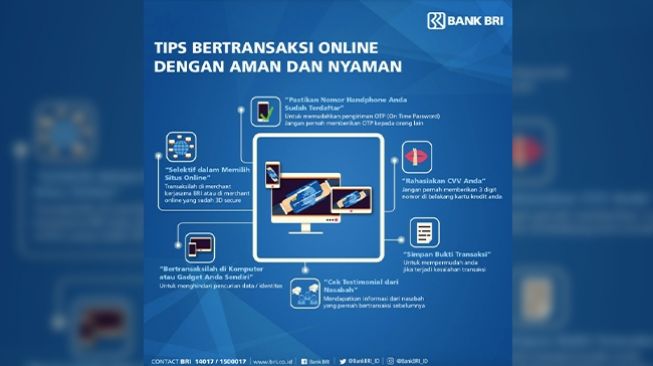 BANK BRI
TIPS BERTRANSAKSI ONLINE
DENGAN AMAN DAN NYAMAN
"Pastikan Nomor Handphone Anda
Sudah Terdaftar"
Untuk memudahkan pengiriman OTP (On Time Password)
Jangan pernah memberikan OTP kepada orang lain
"Selektif dalam Memilih
Situs Online"
Transaksilah di merchant
kerjasama BRI atau di merchant
online yang sudah 3D secure
"Rahasiakan CVV Anda"
Jangan pernah memberikan 3 digit
nomor di belakang kartu kredit anda
"Bertransaksilah di Komputer
atau Gadget Anda Sendiri"
Untuk menghindari pencurian data / identitas
"Simpan Bukti Transaksi"
Untuk mempermudah anda
jika terjadi kesalahan transaksi
"Cek Testimonial dari
Nasabah"
Mendapatkan informasi dari nasabah
yang pernah bertransaksi sebelumnya
CONTACT BRI 14017 / 1500017 www.bri.co.id BANK BRI @BANKBRI_ID @BANKBRI_ID